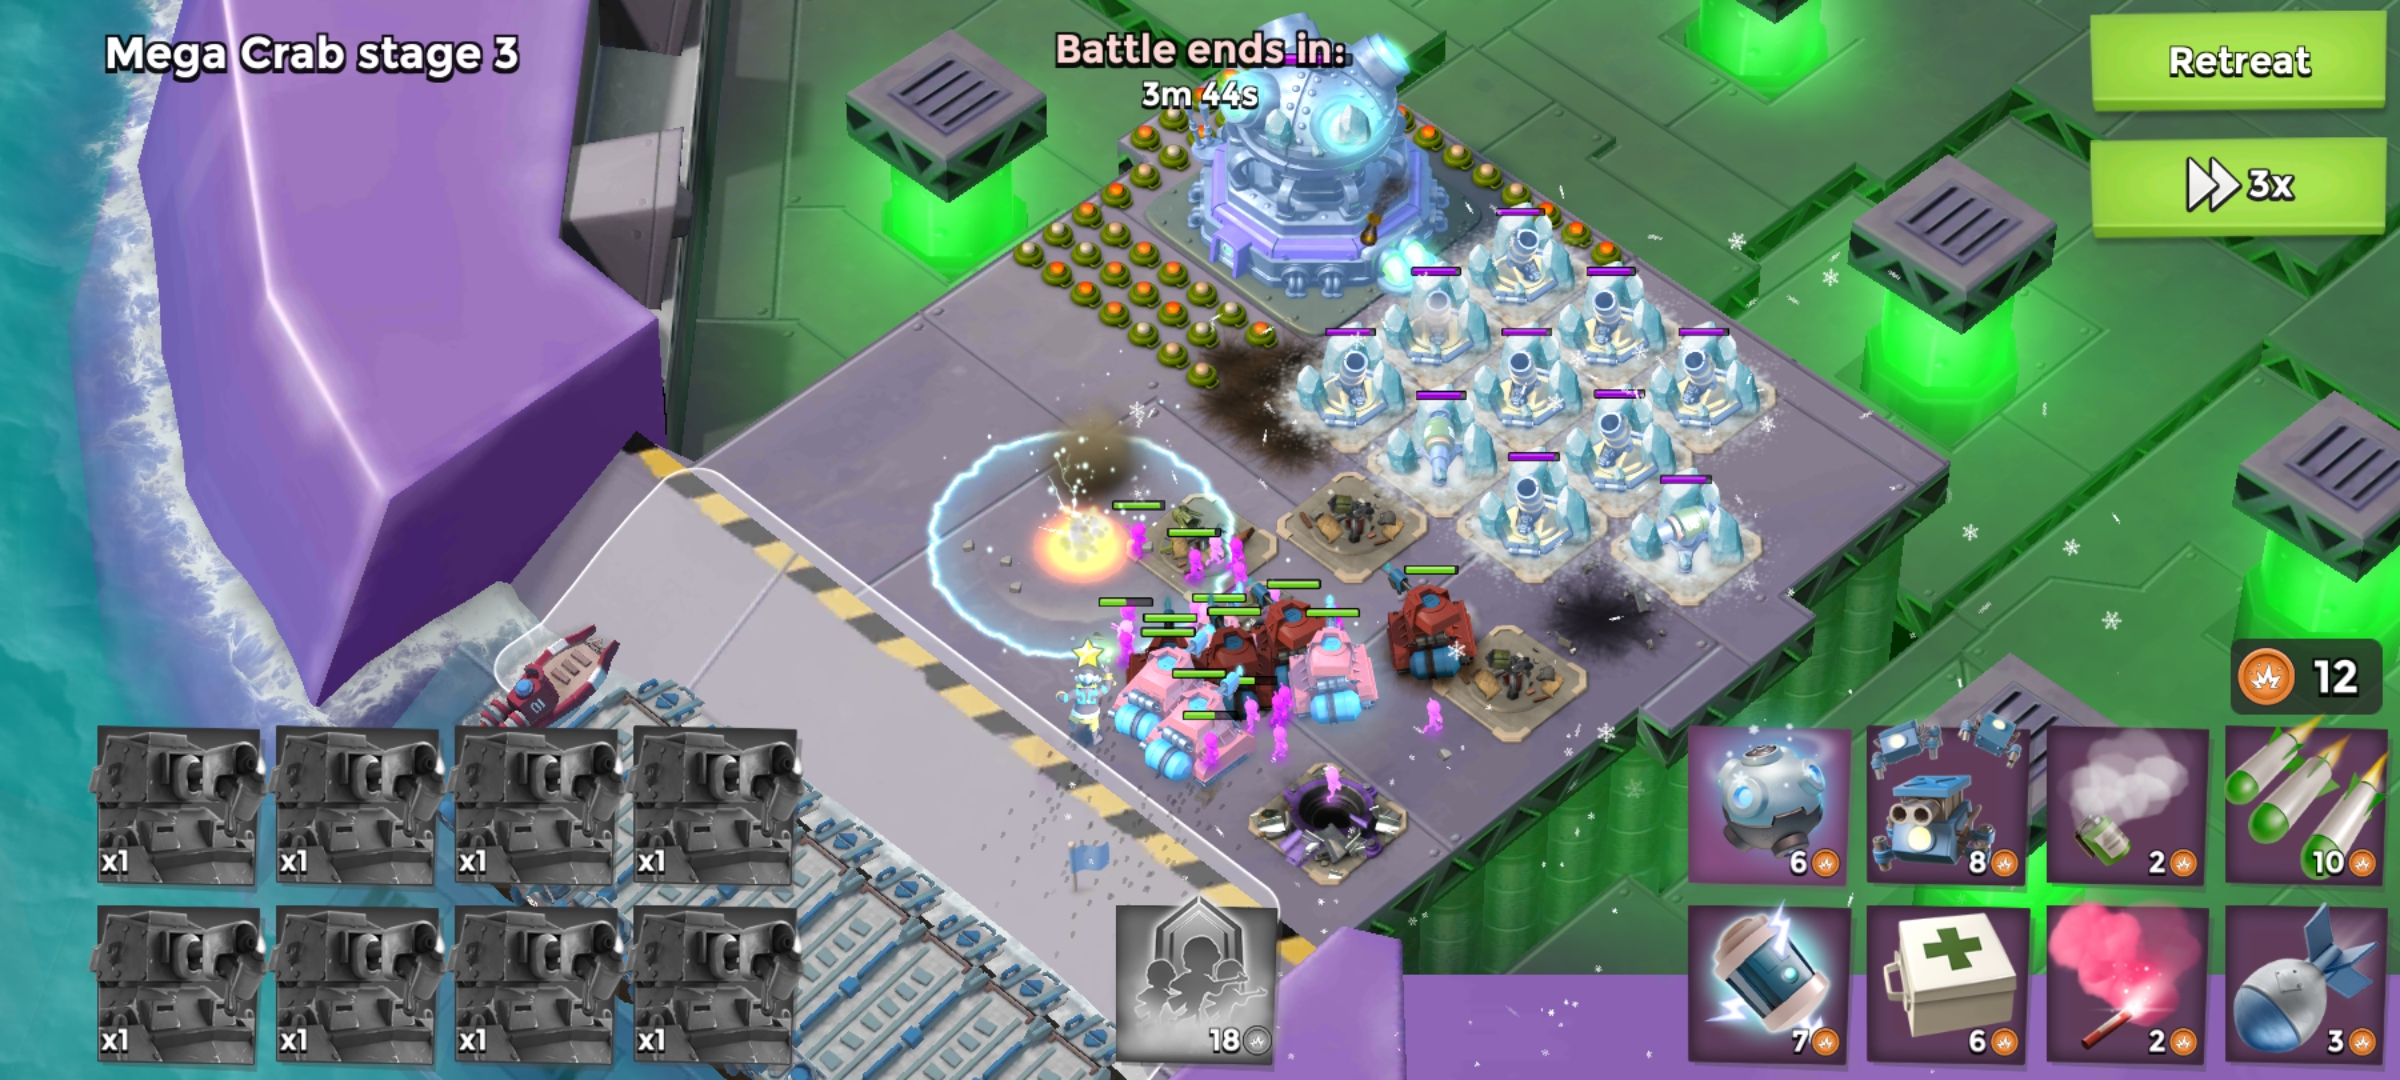 Mega Crab stage 3
Battle ends in:
3m 44s
Retreat
3x
12
01
x1
x1
x1
x1
6
8
2
10
x1
x1
x1
x1
18
7
6
2
3